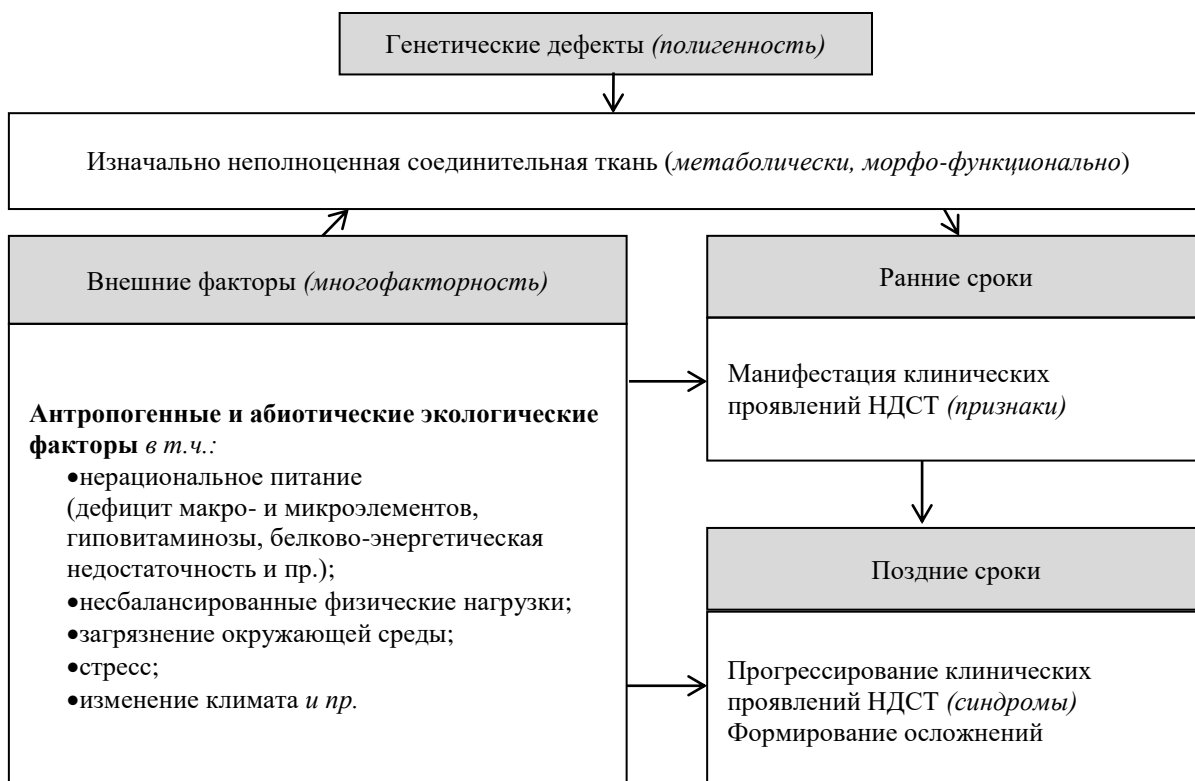 Генетические дефекты (полигенность)
Изначально неполноценная соединительная ткань (метаболически, морфо-функционально)
Внешние факторы (многофакторность)
Антропогенные и абиотические экологические
факторы в т.ч.:
•нерациональное питание
(дефицит макро- и микроэлементов,
гиповитаминозы, белково-энергетическая
недостаточность и пр.);
•несбалансированные физические нагрузки;
•загрязнение окружающей среды;
•стресс;
•изменение климата и пр.
Ранние сроки
Манифестация клинических
проявлений НДСТ (признаки)
Поздние сроки
Прогрессирование клинических
проявлений НДСТ (синдромы)
Формирование осложнений